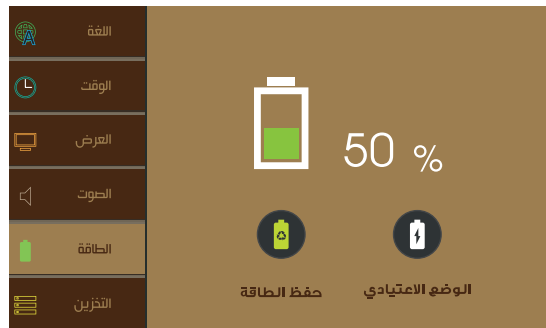 اللغة
الوقت
العرض
الصوت
الطاقة
التخزين
50 %
الوضع الاعتيادي
حفظ الطاقة